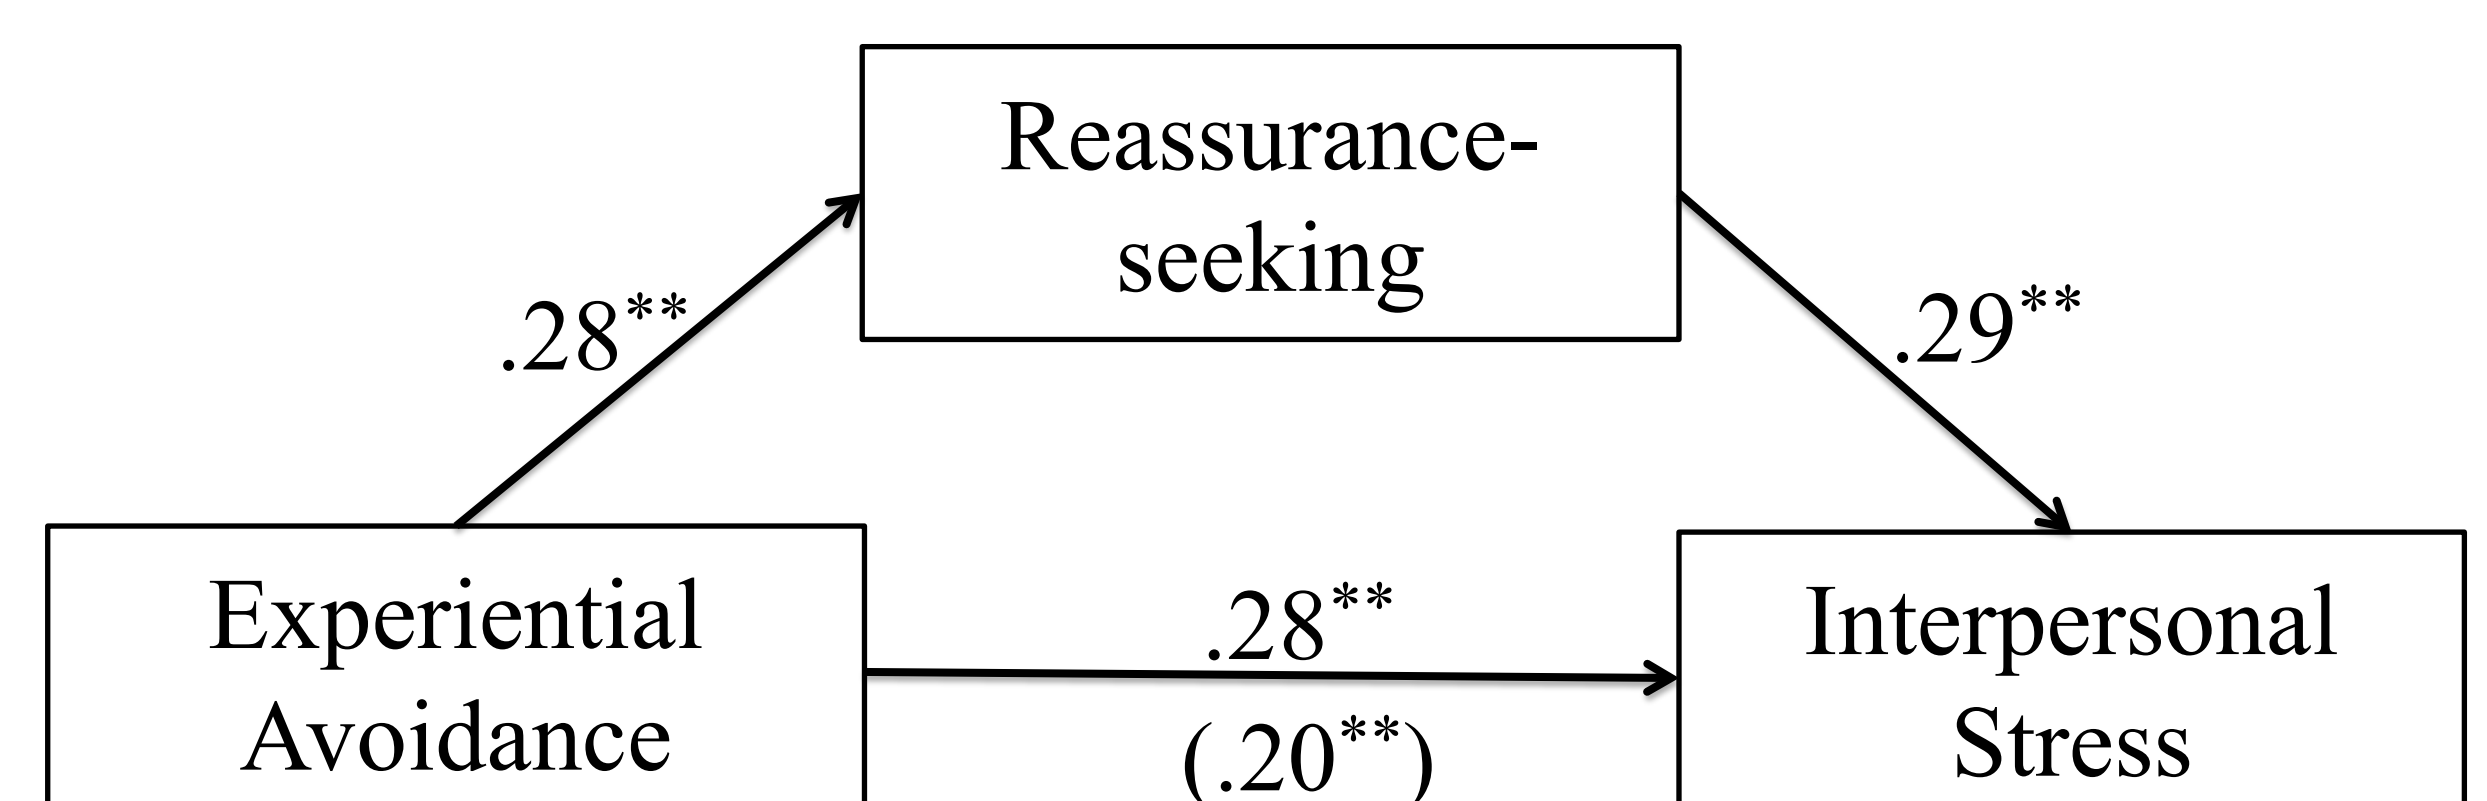 Reassurance-
seeking
.28**
.29**
Experiential
Avoidance
.28**
(.20**)
Interpersonal
Stress